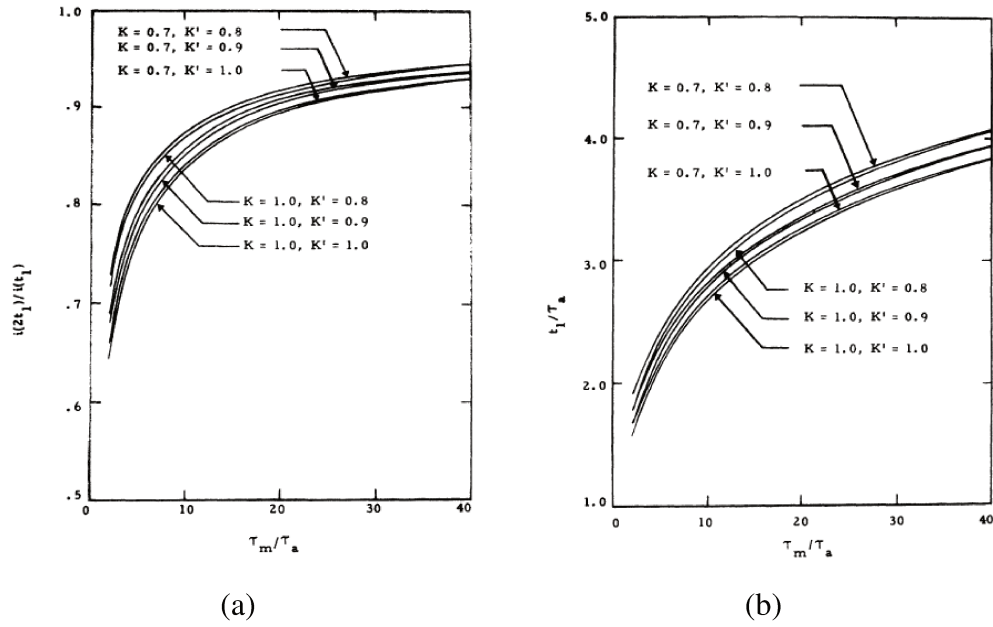 1.0
K = 0.7, K' = 0.8
K = 0.7, K' = 0.9
K = 0.7, K' = 1.0
.9
.8
K = 1.0, K' = 0.8
K = 1.0, K' = 0.9
K = 1.0, K' = 1.0
i(2t1)/i(t1)
.7
.6
.5
0
10
20
30
40
τm/τa
(a)
5.0
K = 0.7, K' = 0.8
K = 0.7, K' = 0.9
4.0
K = 0.7, K' = 1.0
3.0
K = 1.0, K' = 0.8
K = 1.0, K' = 0.9
K = 1.0, K' = 1.0
t1/τa
2.0
1.0
0
10
20
30
40
τm/τa
(b)